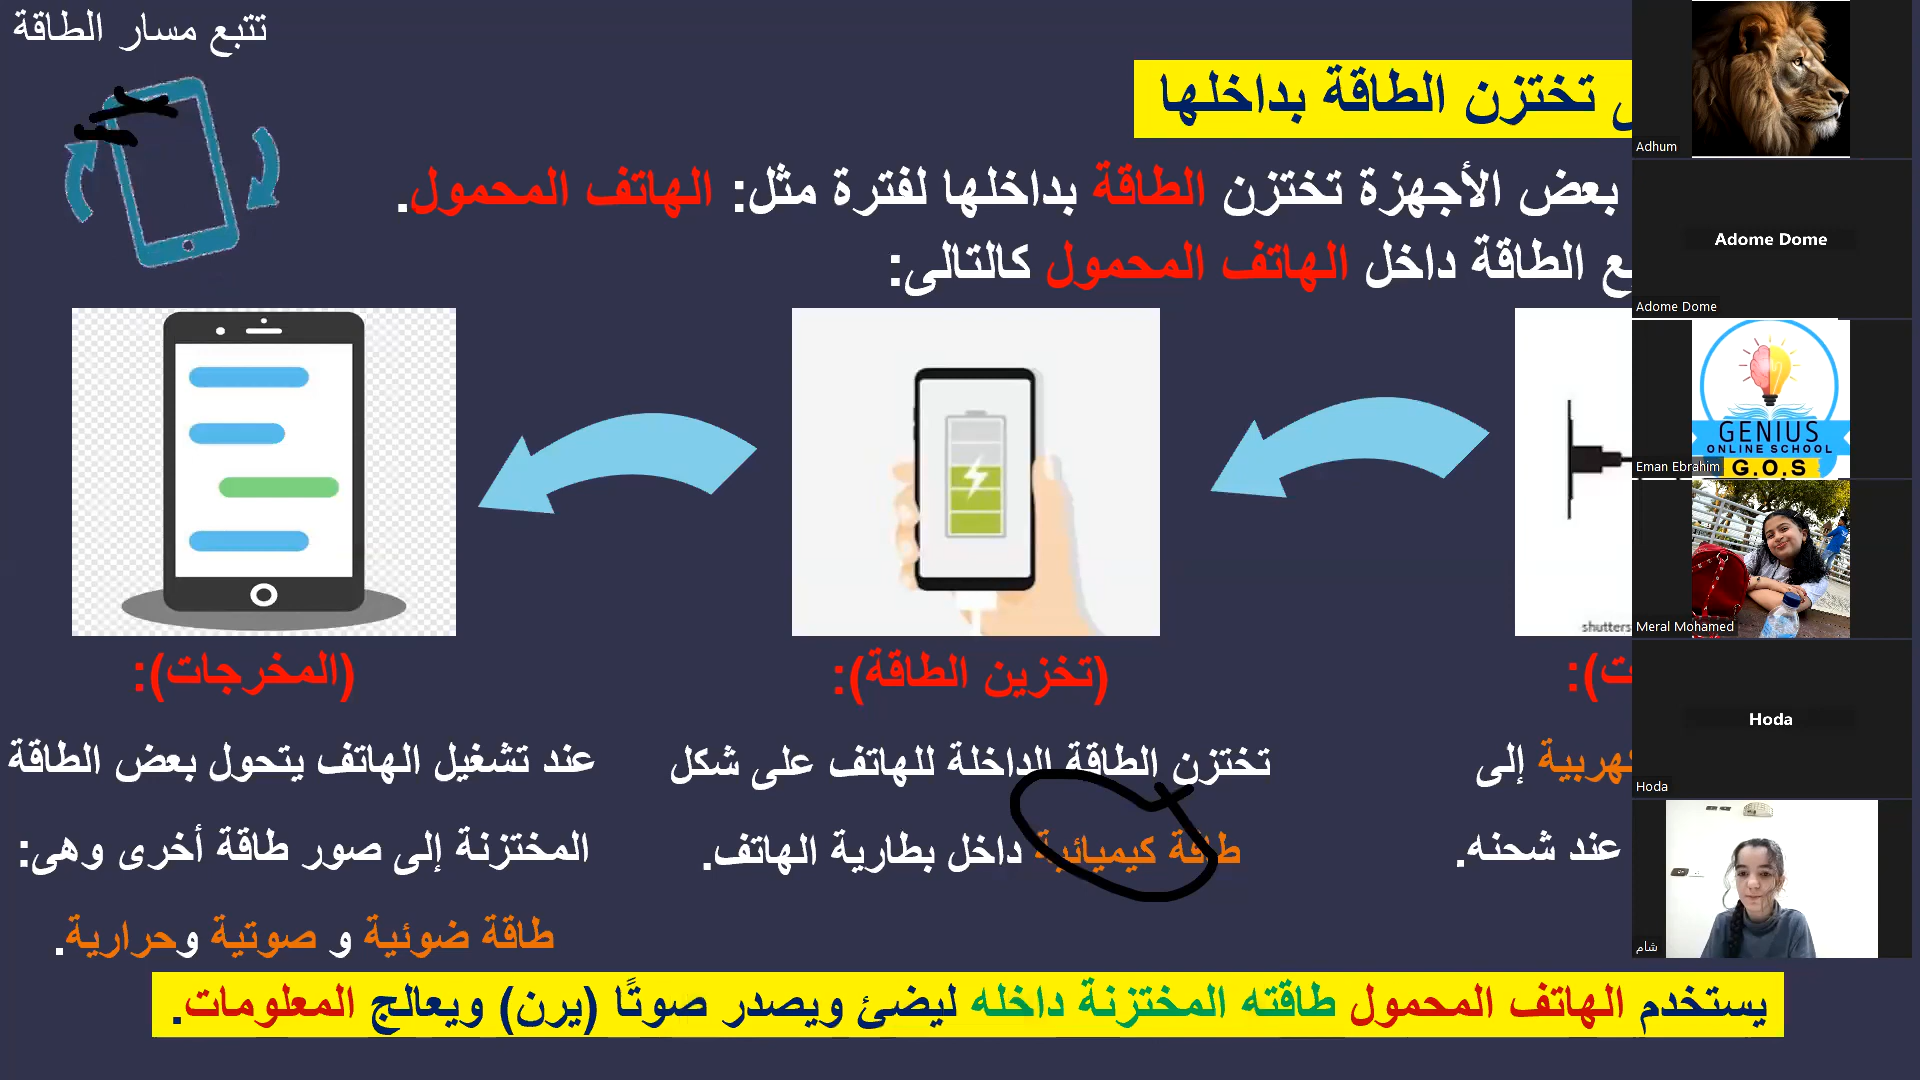 تتبع مسار الطاقة
تختزن الطاقة بداخلها
بعض الأجهزة تختزن الطاقة بداخلها لفترة مثل: الهاتف المحمول.
الطاقة داخل الهاتف المحمول كالتالى:
shutters
(المخرجات):
(تخزين الطاقة):
عند تشغيل الهاتف يتحول بعض الطاقة
المختزنة إلى صور طاقة أخرى وهى:
طاقة ضوئية و صوتية وحرارية.
تختزن الطاقة الداخلة للهاتف على شكل
طاقة كيميائية داخل بطارية الهاتف.
إلى
عند شحنه.
يستخدم الهاتف المحمول طاقته المختزنة داخله ليضئ ويصدر صوتًا (يرن) ويعالج المعلومات.
Adhum
Adome Dome
Adome Dome
GENIUS
ONLINE SCHOOL
G.O.S
Eman Ebrahim
Meral Mohamed
Hoda
Hoda
شام